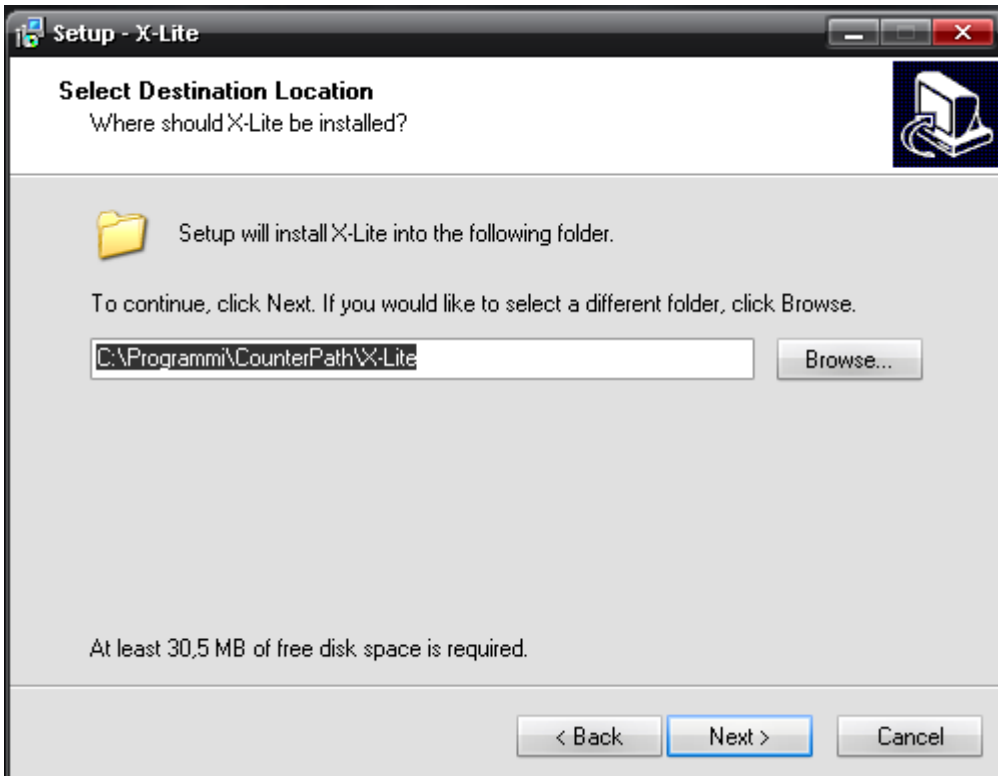 Setup - X-Lite
Select Destination Location
Where should X-Lite be installed?
Setup will install X-Lite into the following folder.
To continue, click Next. If you would like to select a different folder, click Browse.
C:\Programmi\CounterPath\X-Lite
Browse...
At least 30,5 MB of free disk space is required.
< Back
Next >
Cancel